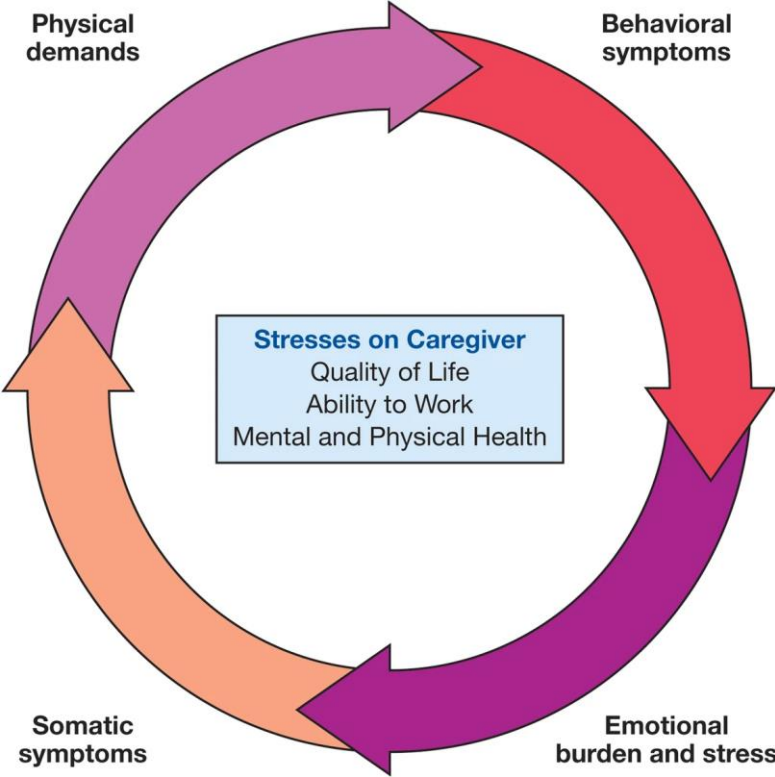 Physical
demands
Behavioral
symptoms
Stresses on Caregiver
Quality of Life
Ability to Work
Mental and Physical Health
Somatic
symptoms
Emotional
burden and stress